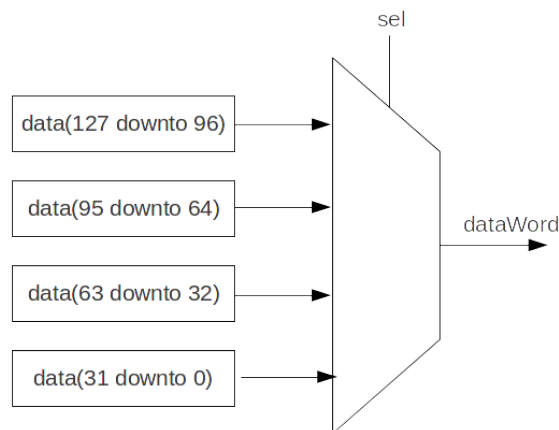 sel
data(127 downto 96)
data(95 downto 64)
dataWord
data(63 downto 32)
data(31 downto 0)